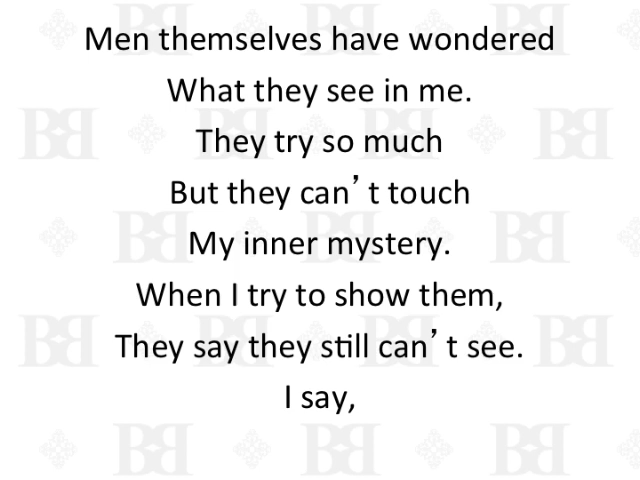 Men themselves have wondered
What they see in me.
They try so much
But they can’t touch
My inner mystery.
When I try to show them,
They say they still can’t see.
I say,